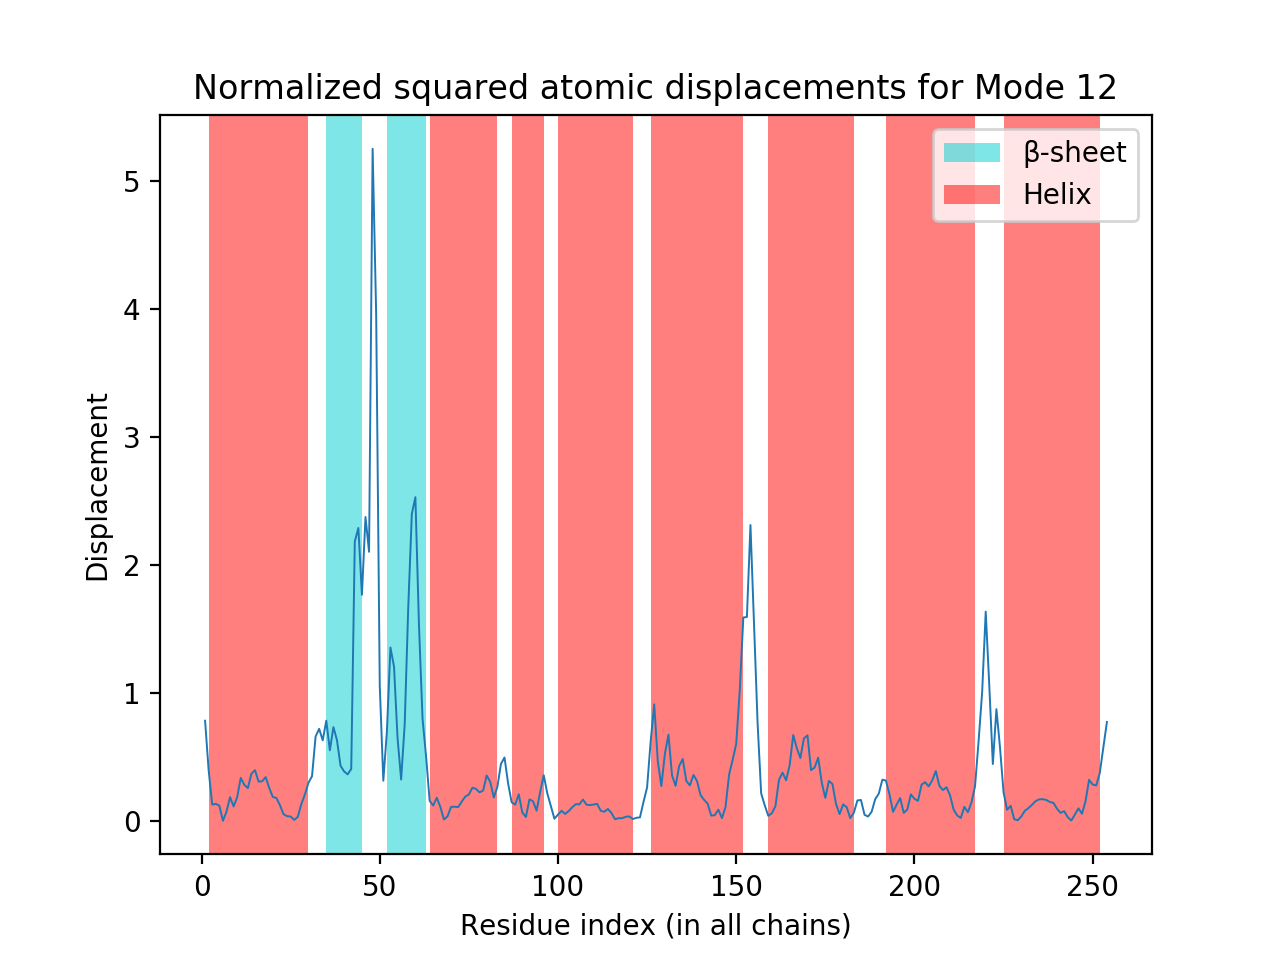 Normalized squared atomic displacements for Mode 12
β-sheet
Helix
5
4
3
2
1
0
Displacement
0 50 100 150 200 250
Residue index (in all chains)